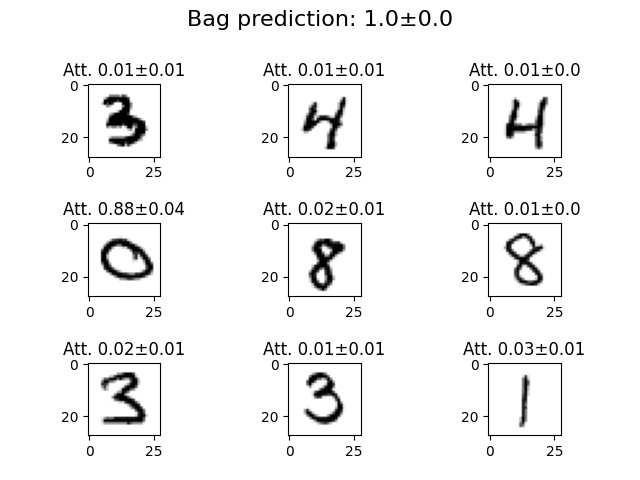 Bag prediction: 1.0±0.0
Att. 0.01±0.01 Att. 0.01±0.01 Att. 0.01±0.0
0 3 0 4 0 4
20 20 20
0 25 0 25 0 25
Att. 0.88±0.04 Att. 0.02±0.01 Att. 0.01±0.0
0 0 0 8 0 8
20 20 20
0 25 0 25 0 25
Att. 0.02±0.01 Att. 0.01±0.01 Att. 0.03±0.01
0 3 0 3 0 1
20 20 20
0 25 0 25 0 25